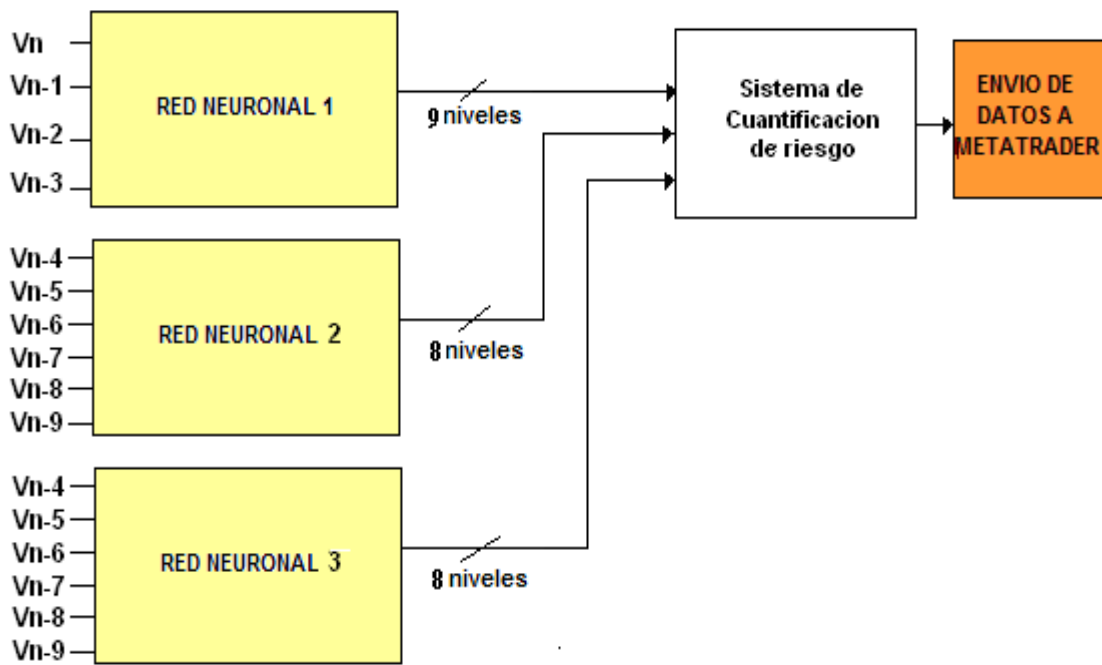 Vn
Vn-1
Vn-2
Vn-3
RED NEURONAL 1
9 niveles
Sistema de
Cuantificacion
de riesgo
ENVIO DE
DATOS A
METATRADER
Vn-4
Vn-5
Vn-6
Vn-7
Vn-8
Vn-9
RED NEURONAL 2
8 niveles
Vn-4
Vn-5
Vn-6
Vn-7
Vn-8
Vn-9
RED NEURONAL 3
8 niveles